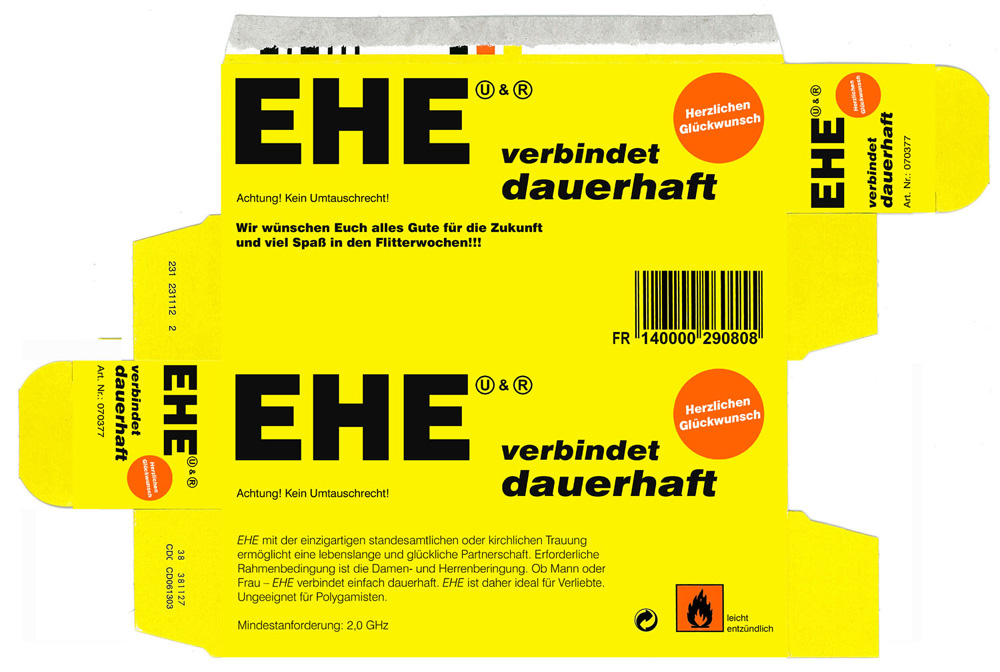 EHE Ⓤ & Ⓡ
Herzlichen
Glückwunsch
verbindet
dauerhaft
Achtung! Kein Umtauschrecht!
Wir wünschen Euch alles Gute für die Zukunft
und viel Spaß in den Flitterwochen!!!
FR 140000 290808
EHE Ⓤ & Ⓡ
Herzlichen
Glückwunsch
verbindet
dauerhaft
Art. Nr.: 070377
231 231112 2
EHE Ⓤ & Ⓡ
Herzlichen
Glückwunsch
verbindet
dauerhaft
Art. Nr.: 070377
EHE Ⓤ & Ⓡ
Herzlichen
Glückwunsch
verbindet
dauerhaft
Achtung! Kein Umtauschrecht!
EHE mit der einzigartigen standesamtlichen oder kirchlichen Trauung
ermöglicht eine lebenslange und glückliche Partnerschaft. Erforderliche
Rahmenbedingung ist die Damen- und Herrenberingung. Ob Mann oder
Frau – EHE verbindet einfach dauerhaft. EHE ist daher ideal für Verliebte.
Ungeeignet für Polygamisten.
Mindestanforderung: 2,0 GHz
leicht
entzündlich
38 381127
CD061303